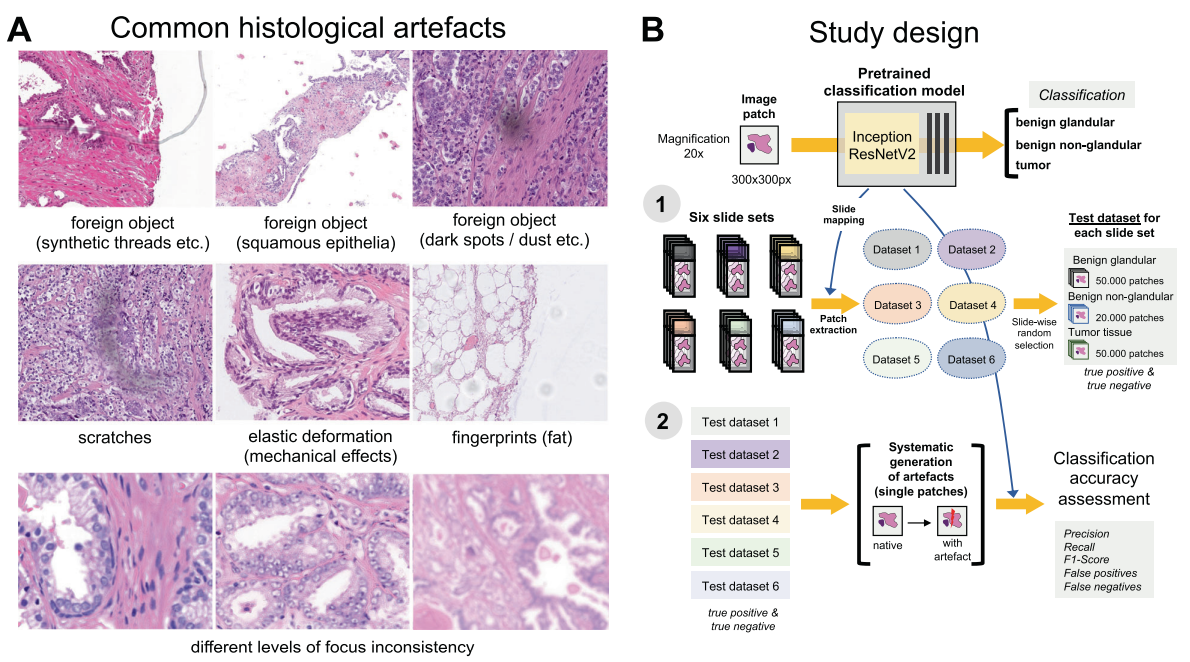 A
Common histological artefacts
foreign object
(synthetic threads etc.)
foreign object
(squamous epithelia)
foreign object
(dark spots / dust etc.)
scratches
elastic deformation
(mechanical effects)
fingerprints (fat)
different levels of focus inconsistency
B
Study design
Pretrained
classification model
Image
patch
Magnification
20x
300x300px
Inception
ResNetV2
Classification
benign glandular
benign non-glandular
tumor
1
Six slide sets
Slide
mapping
Patch
extraction
Dataset 1
Dataset 2
Dataset 3
Dataset 4
Dataset 5
Dataset 6
Slide-wise
random
selection
Test dataset for
each slide set
Benign glandular
50.000 patches
Benign non-glandular
20.000 patches
Tumor tissue
50.000 patches
true positive &
true negative
2
Test dataset 1
Test dataset 2
Test dataset 3
Test dataset 4
Test dataset 5
Test dataset 6
true positive &
true negative
Systematic
generation
of artefacts
(single patches)
native
with
artefact
Classification
accuracy
assessment
Precision
Recall
F1-Score
False positives
False negatives